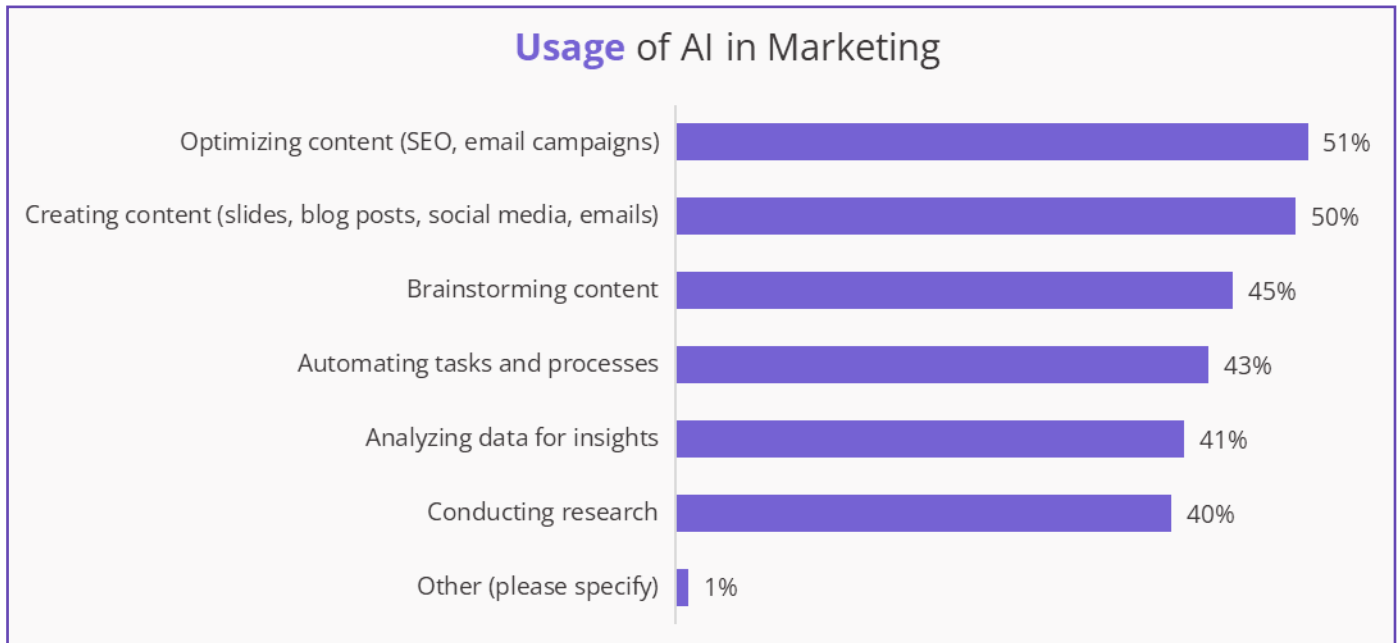 Usage of AI in Marketing
Optimizing content (SEO, email campaigns) 51%
Creating content (slides, blog posts, social media, emails) 50%
Brainstorming content 45%
Automating tasks and processes 43%
Analyzing data for insights 41%
Conducting research 40%
Other (please specify) 1%